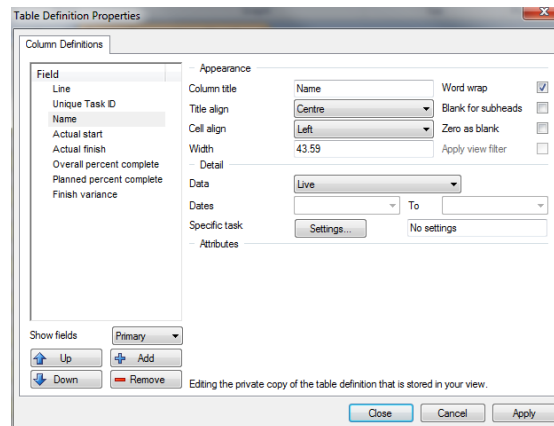 Table Definition Properties
Column Definitions
Field
Line
Unique Task ID
Name
Actual start
Actual finish
Overall percent complete
Planned percent complete
Finish variance
Show fields Primary
Up Add
Down Remove
Appearance
Column title Name Word wrap
Title align Centre Blank for subheads
Cell align Left Zero as blank
Width 43.59 Apply view filter
Detail
Data Live
Dates To
Specific task Settings... No settings
Attributes
Editing the private copy of the table definition that is stored in your view.
Close Cancel Apply